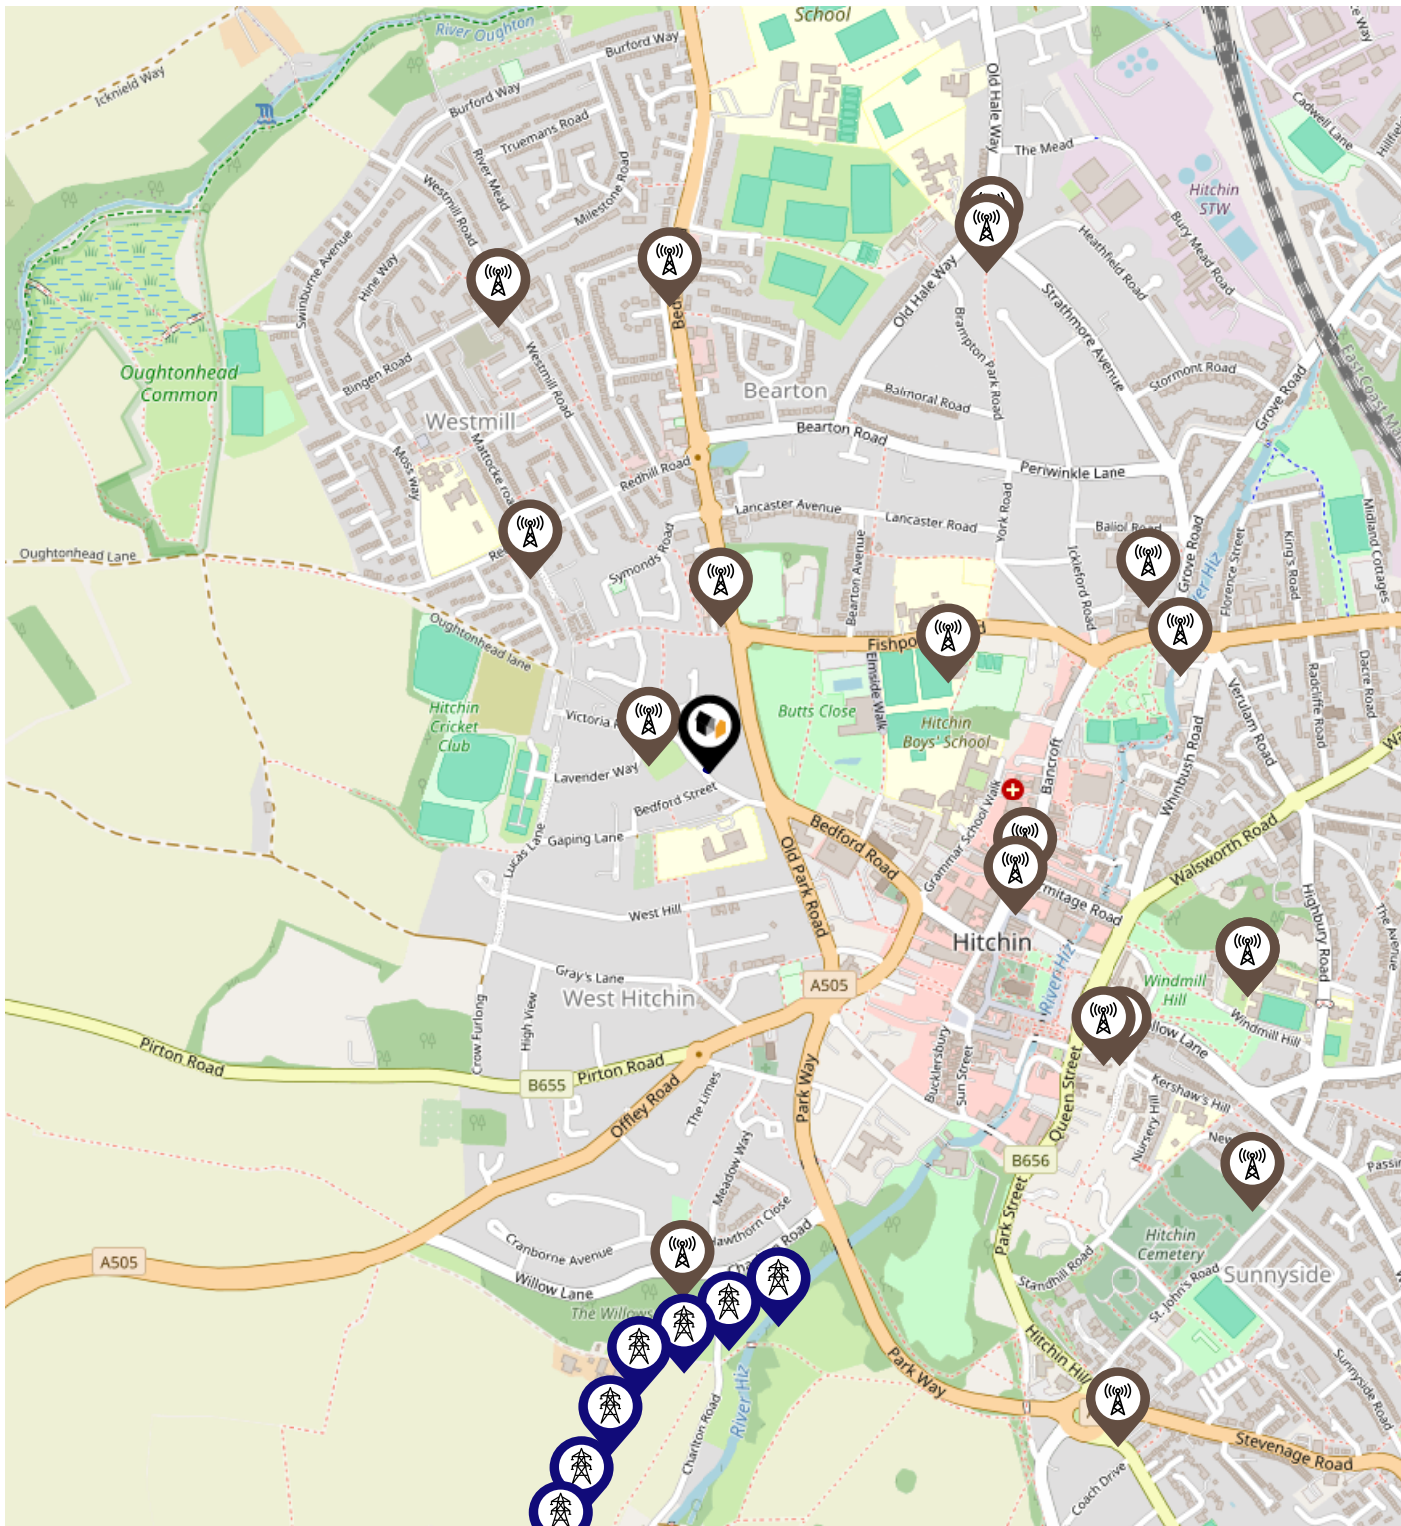 School
River Oughton
Burford Way
Icknield Way
Burford Way
Old Hale Way
Cadwell Lane
Truemans Road
The Mead
River Mead
Milestone Road
Westmill Road
Hitchin
STW
Bury Mead Road
Swinburne Avenue
Hine Way
Heathfield Road
Old Hale Way
Strathmore Avenue
Brampton Park Road
Westmill Road
Oughtonhead
Common
Bingen Road
Stormont Road
Grove Road
Bearton
Balmoral Road
Westmill
Bearton Road
Periwinkle Lane
Moss way
Mattocke roa
Redhill Road
York Road
Lancaster Avenue
Lancaster Road
Baliol Road
Midland Cottages
Grove Road
Oughtonhead Lane
Symonds Road
Bearton Avenue
Ickleford Road
Florence Street
King's Road
Oughtonhead lane
Elmside Walk
Verulam Road
Radcliffe Road
Dacre Road
Hitchin
Cricket
Club
Butts Close
Hitchin
Boys' School
Bancroft
Whinbush Road
Lavender Way
Bedford Street
Gaping Lane
Lucas Lane
Bedford Road
Grammar School Walk
Walsworth Road
Old Park Road
West Hill
rmitage Road
Highbury Road
The Avenue
Hitchin
River Hiz
Gray's Lane
West Hitchin
A505
Windmill
Hill
Windmill Hill
Crow Furlong
High View
Pirton Road
B655
Pirton Road
Bucklersbury
Sun Street
Queen Street
llow Lane
Kershaw's Hill
The Limes
Park Way
Offley Road
Nursery Hill
New
B656
Meadow Way
Park Street
Hawthorn Close
Cranborne Avenue
A505
Willow Lane
Standhill Road
Hitchin
Cemetery
St. John's Road
Sunnyside
The Willows
Hitchin Hill
Park Way
Sunnyside Road
River Hiz
Charlton Road
Stevenage Road
Coach Drive